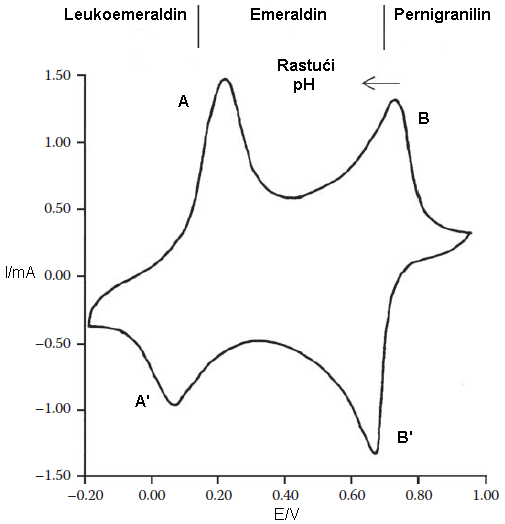 Leukoemeraldin Emeraldin Pernigranilin
Rastući
pH
A
B
1.50
1.00
0.50
I/mA 0.00
−0.50
−1.00
−1.50
A'
B'
−0.20 0.00 0.20 0.40 0.60 0.80 1.00
E/V